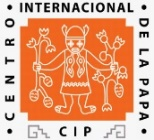 CENTRO
INTERNACIONAL
DE LA PAPA
CIP